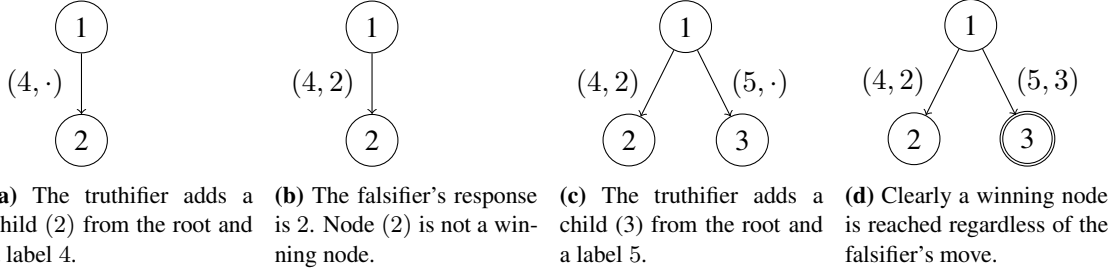 1
(4, ·)
2
1
(4, 2)
2
1
(4, 2)
(5, ·)
2
3
1
(4, 2)
(5, 3)
2
3
The truthifier adds a
(2) from the root and
label 4.
(b) The falsifier's response
is 2. Node (2) is not a win-
ning node.
(c) The truthifier adds a
child (3) from the root and
a label 5.
(d) Clearly a winning node
is reached regardless of the
falsifier's move.